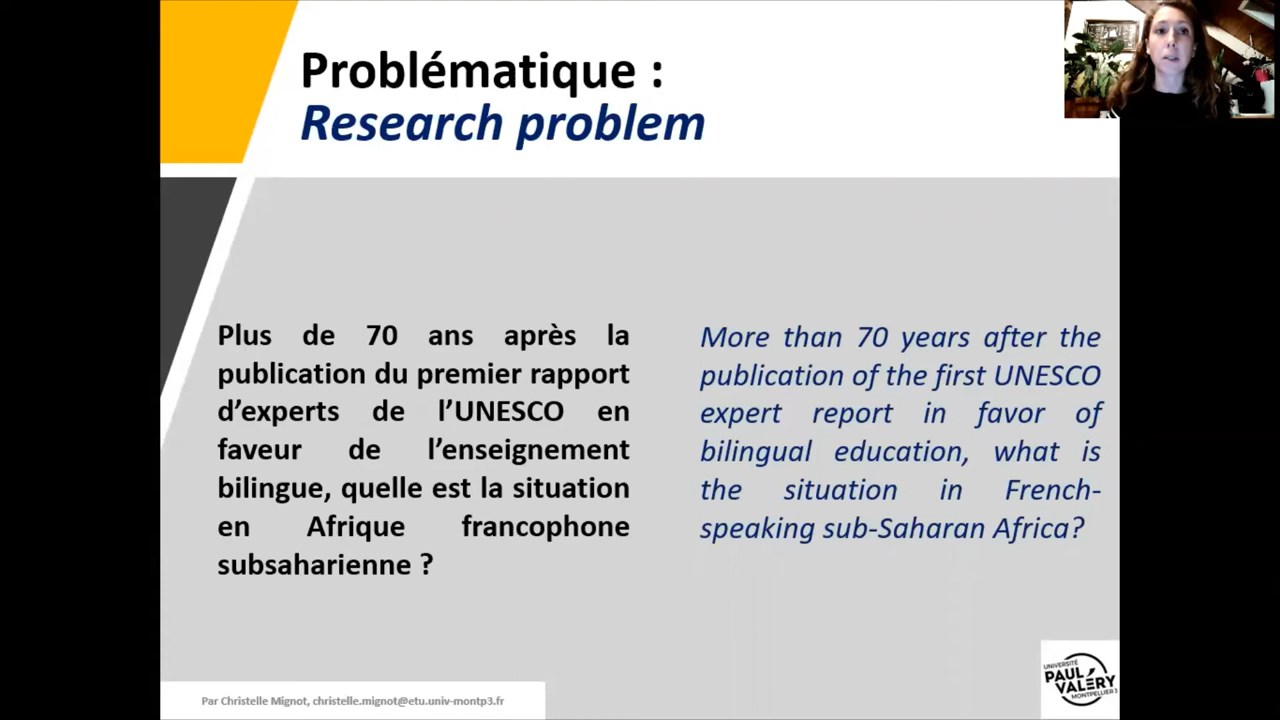 Problématique :
Research problem
Plus de 70 ans après la
publication du premier rapport
d’experts de l’UNESCO en
faveur de l’enseignement
bilingue, quelle est la situation
en Afrique francophone
subsaharienne ?
More than 70 years after the
publication of the first UNESCO
expert report in favor of
bilingual education, what is
the situation in French-
speaking sub-Saharan Africa?
Par Christelle Mignot, christelle.mignot@etu.univ-montp3.fr
UNIVERSITÉ
PAUL
VALÉRY
MONTPELLIER 3